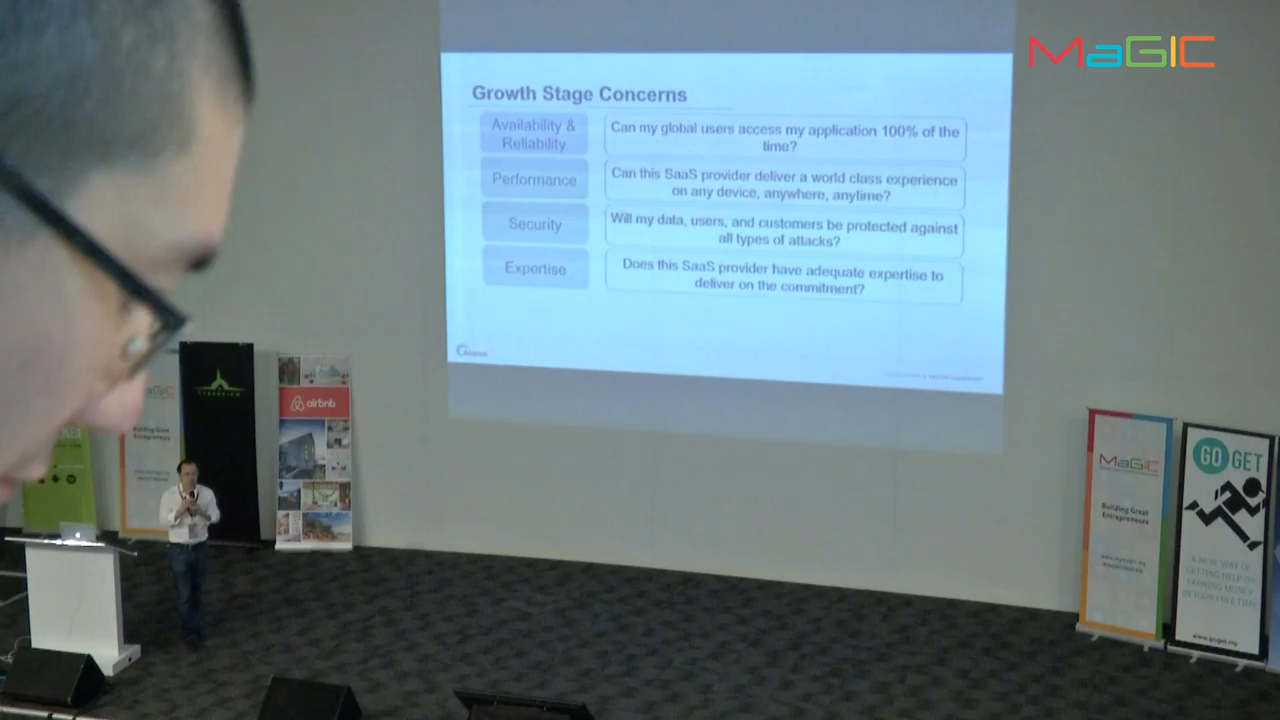 MaGIC
Growth Stage Concerns
Availability &
Reliability
Can my global users access my application 100% of the
time?
Performance
Can this SaaS provider deliver a world class experience
on any device, anywhere, anytime?
Security
Will my data, users, and customers be protected against
all types of attacks?
Expertise
Does this SaaS provider have adequate expertise to
deliver on the commitment?
MaGIC
Building Great
Entrepreneurs
airbnb
MaGIC
Building Great
Entrepreneurs
GO GET
A NEW WAY OF
GETTING HELP OR
EARNING MONEY
IN YOUR FREE TIME
www.goget.my